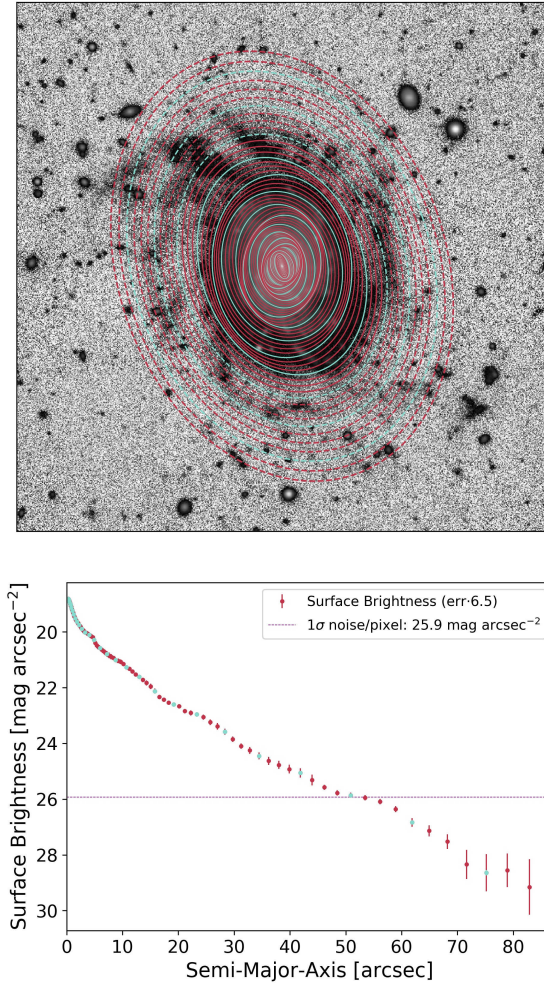 Surface Brightness (err·6.5)
1σ noise/pixel: 25.9 mag arcsec⁻²
Surface Brightness [mag arcsec⁻²]
20
22
24
26
28
30
0 10 20 30 40 50 60 70 80
Semi-Major-Axis [arcsec]